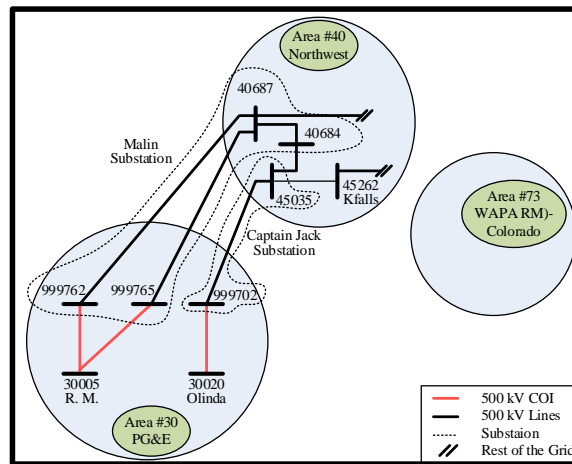 Area #40
Northwest
40687
40684
Malin
Substation
45035
45262
Kfalls
Area #73
WAPA RM)-
Colorado
Captain Jack
Substation
999762
999765
999702
30005
R. M.
30020
Olinda
Area #30
PG&E
500 kV COI
500 kV Lines
Substaion
Rest of the Grid